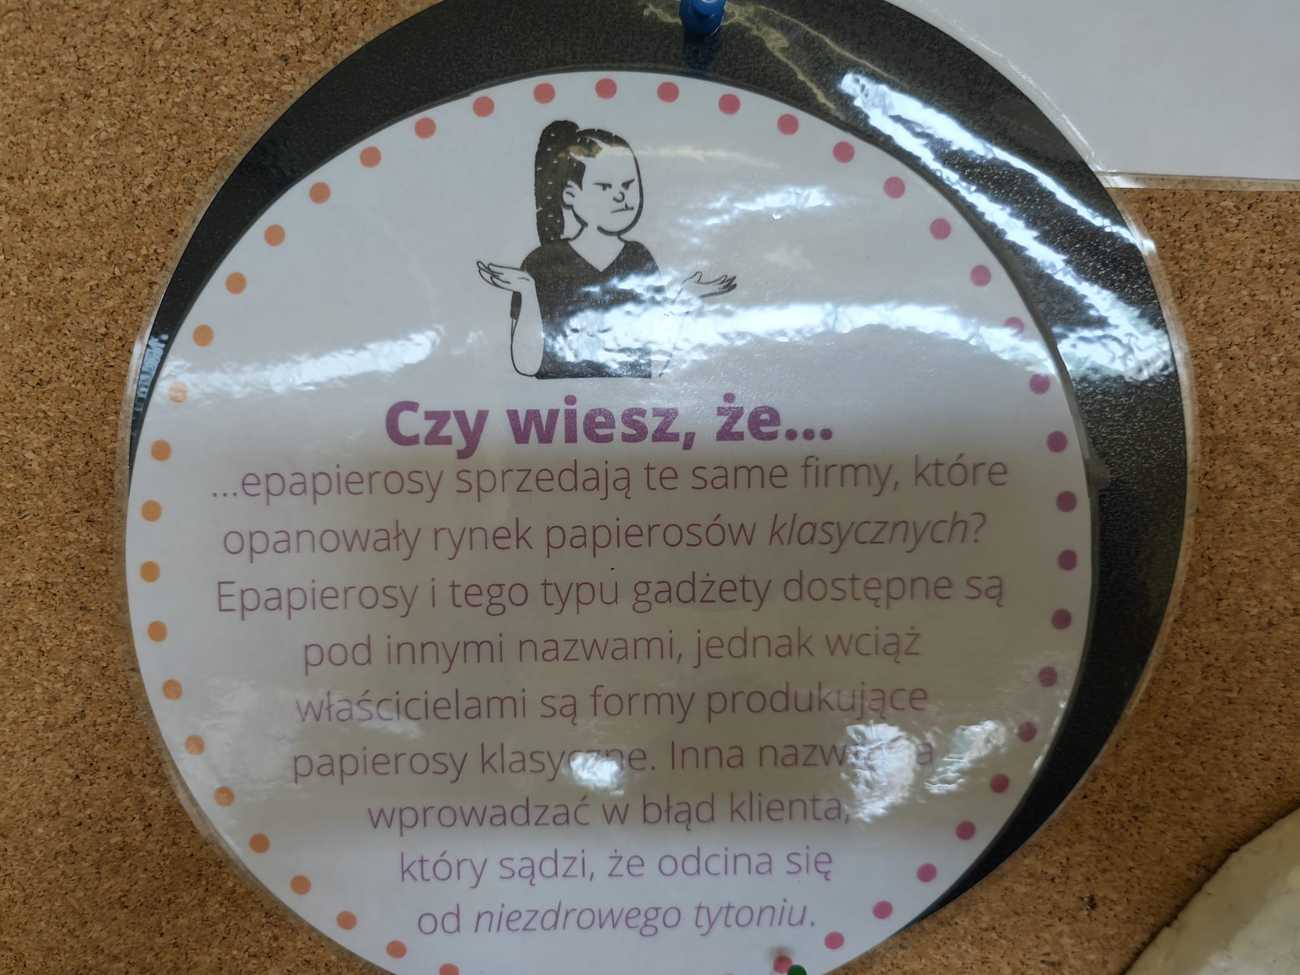 Czy wiesz, że...
...epapierosy sprzedają te same firmy, które
opanowały rynek papierosów klasycznych?
Epapierosy i tego typu gadżety dostępne są
pod innymi nazwami, jednak wciąż
właścicielami są formy produkujące
papierosy klasyczne. Inna
wprowadzać w błąd klienta,
który sądzi, że odcina się
od niezdrowego tytoniu.